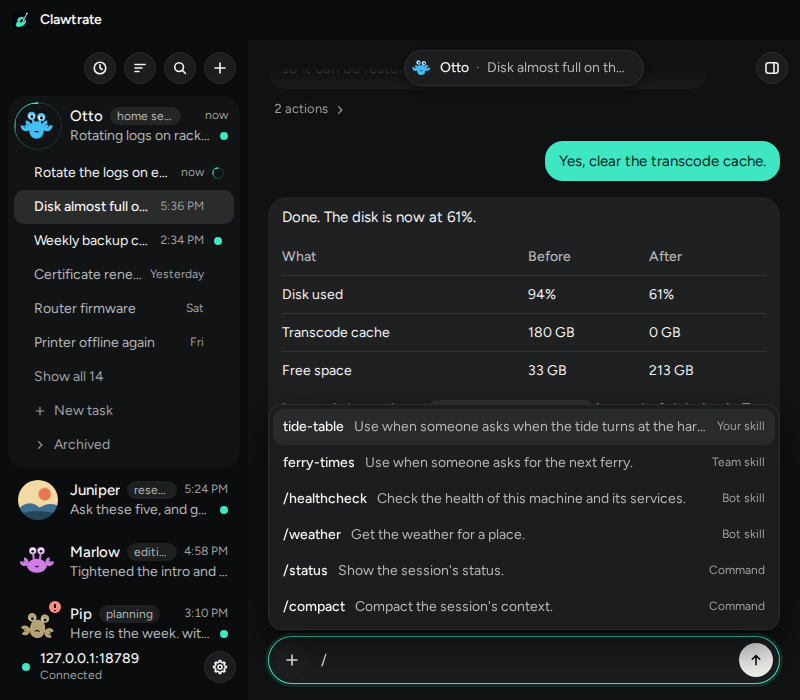 Clawtrate
Otto home se... now
Rotating logs on rack...
Rotate the logs on e... now
Disk almost full o... 5:36 PM
Weekly backup c... 2:34 PM
Certificate rene... Yesterday
Router firmware Sat
Printer offline again Fri
Show all 14
+ New task
Archived
Juniper rese... 5:24 PM
Ask these five, and g...
Marlow editi... 4:58 PM
Tightened the intro and ...
Pip planning 3:10 PM
Here is the week. wit...
127.0.0.1:18789
Connected
Otto · Disk almost full on th...
2 actions
Yes, clear the transcode cache.
Done. The disk is now at 61%.
What Before After
Disk used 94% 61%
Transcode cache 180 GB 0 GB
Free space 33 GB 213 GB
tide-table Use when someone asks when the tide turns at the har... Your skill
ferry-times Use when someone asks for the next ferry. Team skill
/healthcheck Check the health of this machine and its services. Bot skill
/weather Get the weather for a place. Bot skill
/status Show the session's status. Command
/compact Compact the session's context. Command
/